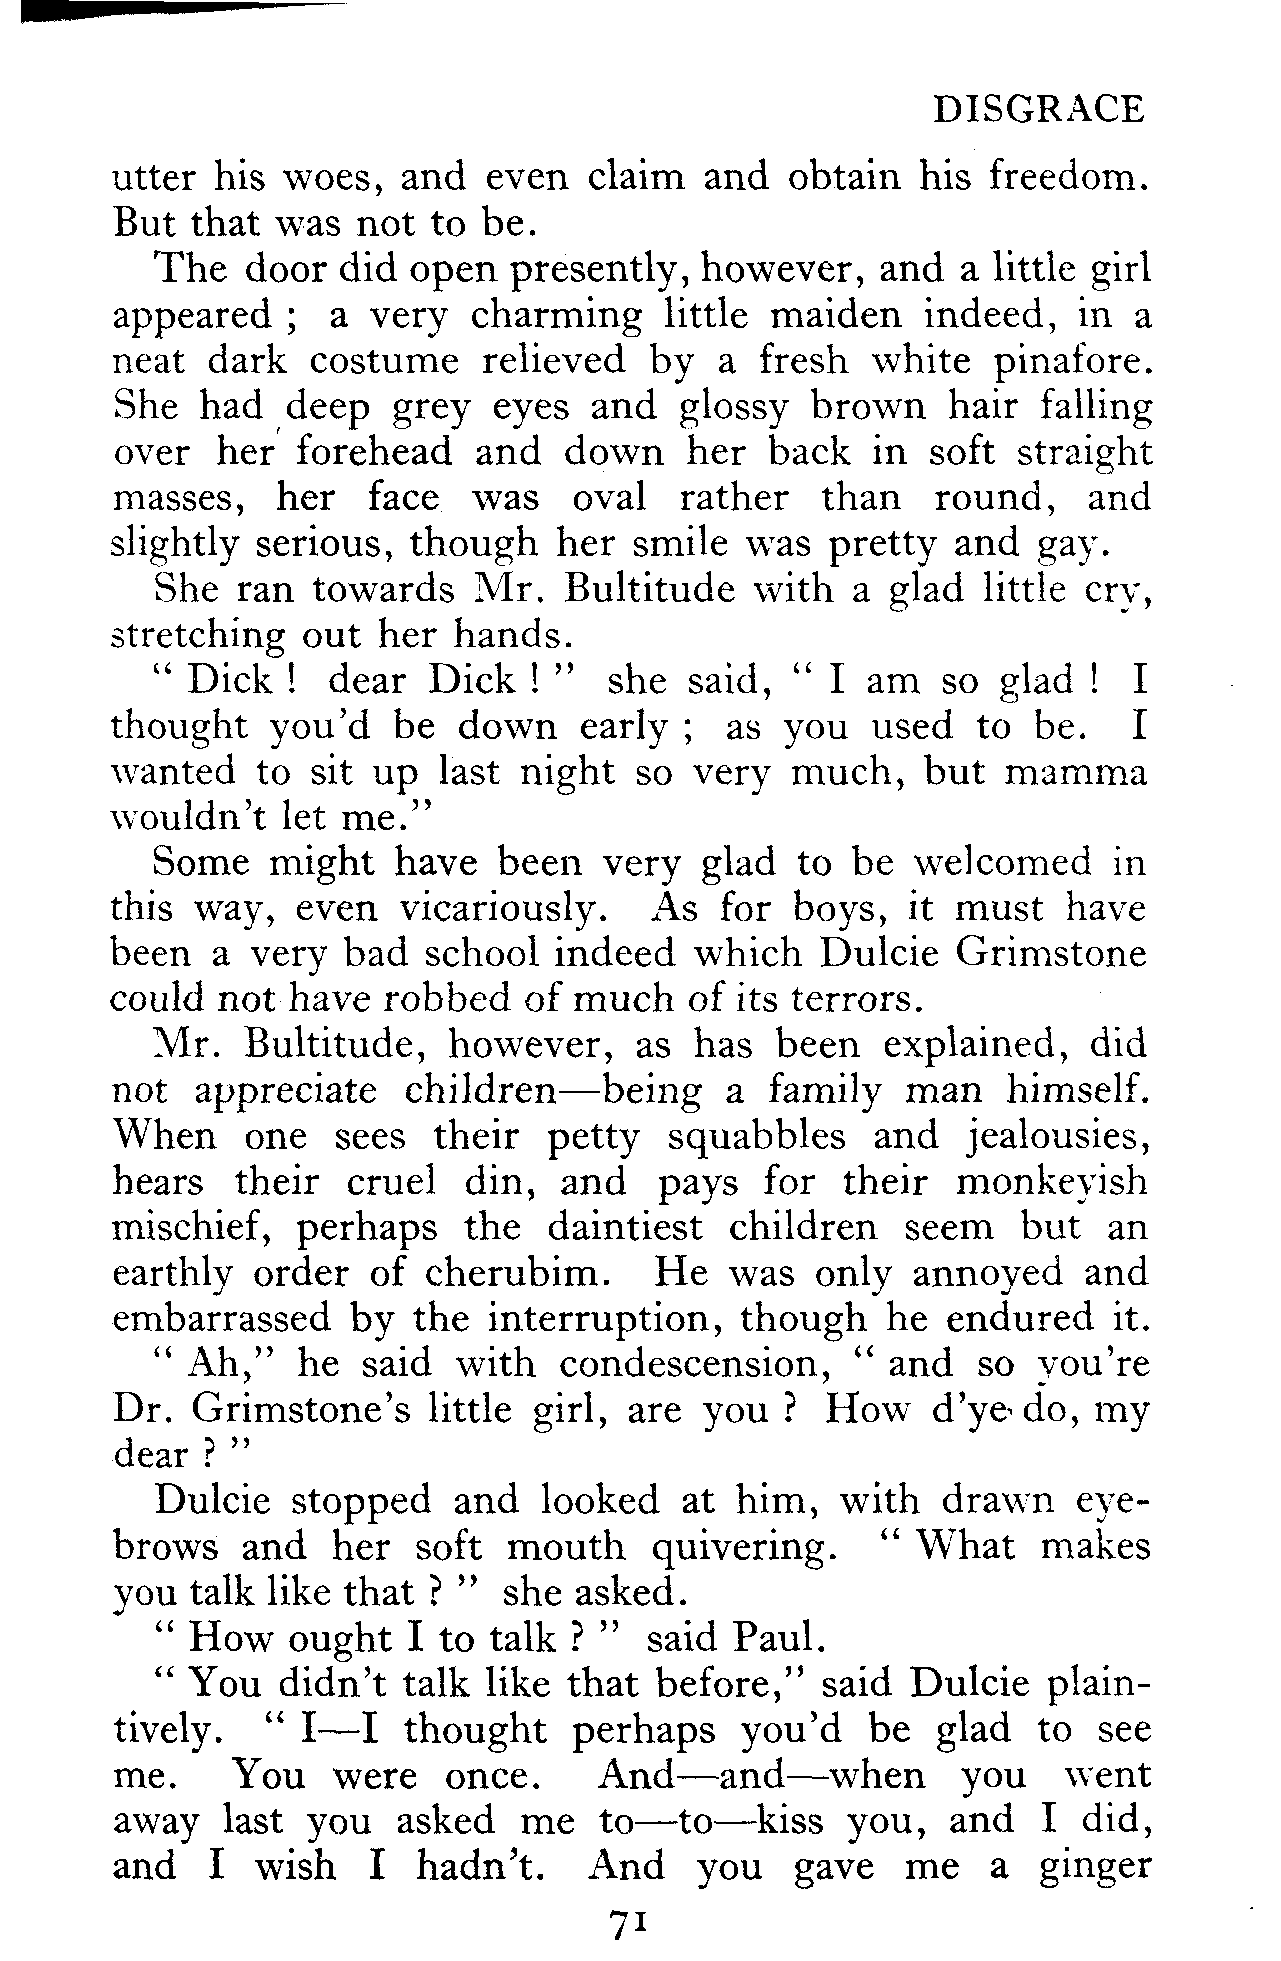 DISGRACE
utter his woes, and even claim and obtain his freedom.
But that was not to be.
The door did open presently, however, and a little girl
appeared ; a very charming little maiden indeed, in a
neat dark costume relieved by a fresh white pinafore.
She had deep grey eyes and glossy brown hair falling
over her forehead and down her back in soft straight
masses, her face was oval rather than round, and
slightly serious, though her smile was pretty and gay.
She ran towards Mr. Bultitude with a glad little cry,
stretching out her hands.
“ Dick ! dear Dick ! ” she said, “ I am so glad ! I
thought you'd be down early ; as you used to be. I
wanted to sit up last night so very much, but mamma
wouldn't let me.”
Some might have been very glad to be welcomed in
this way, even vicariously. As for boys, it must have
been a very bad school indeed which Dulcie Grimstone
could not have robbed of much of its terrors.
Mr. Bultitude, however, as has been explained, did
not appreciate children—being a family man himself.
When one sees their petty squabbles and jealousies,
hears their cruel din, and pays for their monkeyish
mischief, perhaps the daintiest children seem but an
earthly order of cherubim. He was only annoyed and
embarrassed by the interruption, though he endured it.
“ Ah,” he said with condescension, “ and so you're
Dr. Grimstone's little girl, are you ? How d'ye do, my
dear ? ”
Dulcie stopped and looked at him, with drawn eye-
brows and her soft mouth quivering. “ What makes
you talk like that ? ” she asked.
“ How ought I to talk ? ” said Paul.
“ You didn't talk like that before,” said Dulcie plain-
tively. “ I—I thought perhaps you'd be glad to see
me. You were once. And—and—when you went
away last you asked me to—to—kiss you, and I did,
and I wish I hadn't. And you gave me a ginger
71